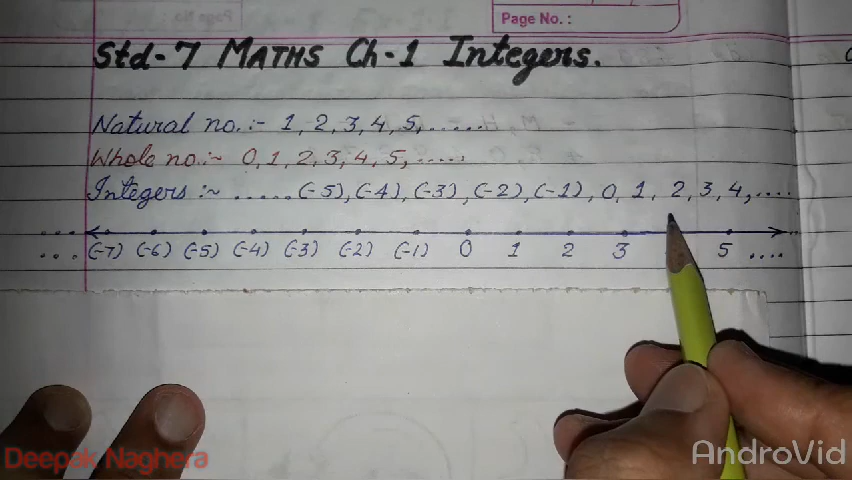 Page No. :
Std-7 MATHS Ch-1 Integers.
Natural no.:- 1, 2, 3, 4, 5, ......
Whole no:- 0, 1, 2, 3, 4, 5, .....
Integers :- .....(-5), (-4), (-3), (-2), (-1), 0, 1, 2, 3, 4, ....
... (-7) (-6) (-5) (-4) (-3) (-2) (-1) 0 1 2 3 5 ....
Deepak Naghera
AndroVid